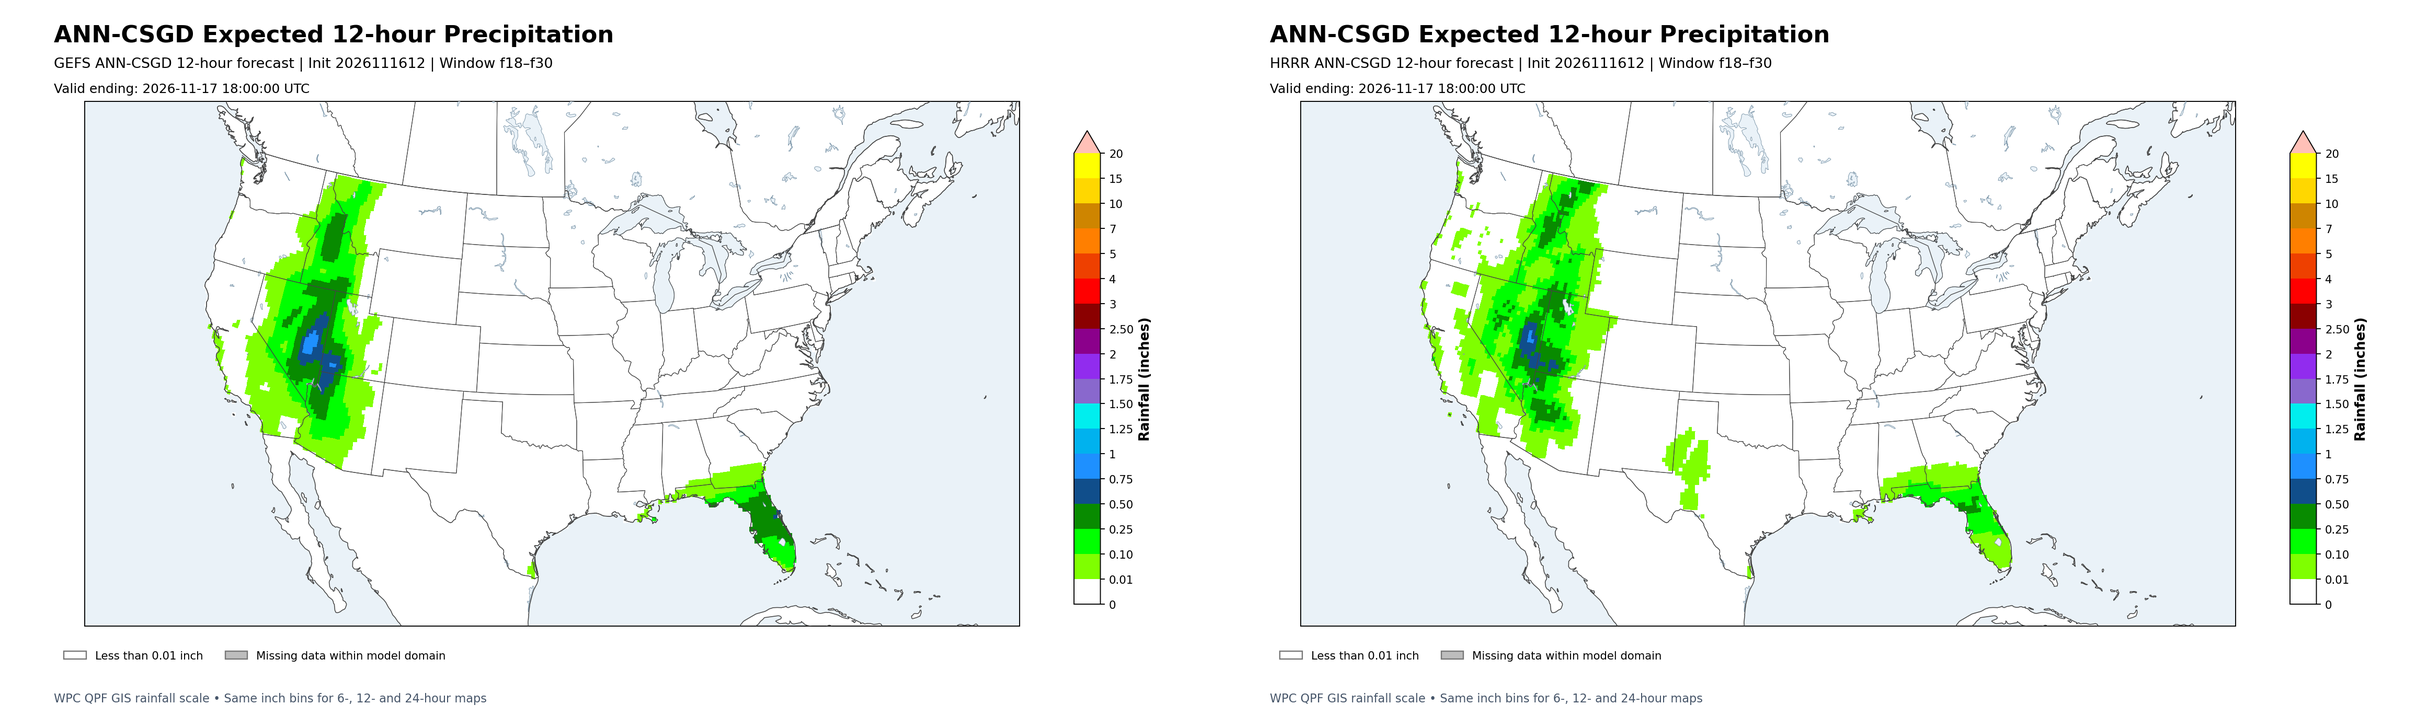 ANN-CSGD Expected 12-hour Precipitation
GEFS ANN-CSGD 12-hour forecast | Init 2026111612 | Window f18–f30
Valid ending: 2026-11-17 18:00:00 UTC
20
15
10
7
5
4
3
2.50
2
1.75
1.50
1.25
1
0.75
0.50
0.25
0.10
0.01
0
Rainfall (inches)
Less than 0.01 inch
Missing data within model domain
WPC QPF GIS rainfall scale • Same inch bins for 6-, 12- and 24-hour maps
ANN-CSGD Expected 12-hour Precipitation
HRRR ANN-CSGD 12-hour forecast | Init 2026111612 | Window f18–f30
Valid ending: 2026-11-17 18:00:00 UTC
20
15
10
7
5
4
3
2.50
2
1.75
1.50
1.25
1
0.75
0.50
0.25
0.10
0.01
0
Rainfall (inches)
Less than 0.01 inch
Missing data within model domain
WPC QPF GIS rainfall scale • Same inch bins for 6-, 12- and 24-hour maps